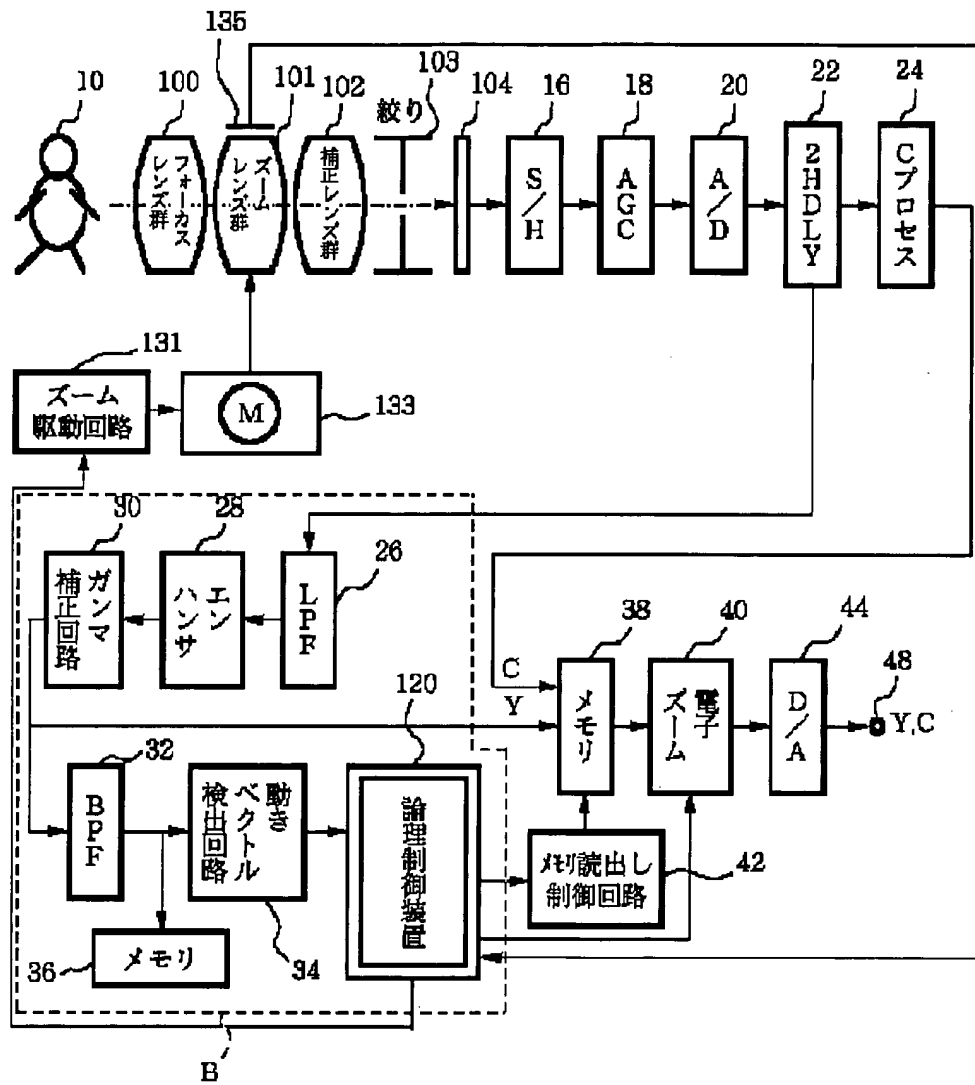 135
10
100
101
102
103
絞り
104
16
18
20
22
24
フォーカス
レンズ群
ズーム
レンズ群
補正レンズ群
S/H
AGC
A/D
2HDLY
Cプロセス
131
ズーム
駆動回路
M
133
30
ガンマ
補正回路
28
エン
ハンサ
26
LPF
C
Y
38
メモリ
40
電子
ズーム
44
D/A
48
Y,C
32
BPF
動き
ベクトル
検出回路
34
120
論理制御装置
メモリ読出し
制御回路
42
36
メモリ
B